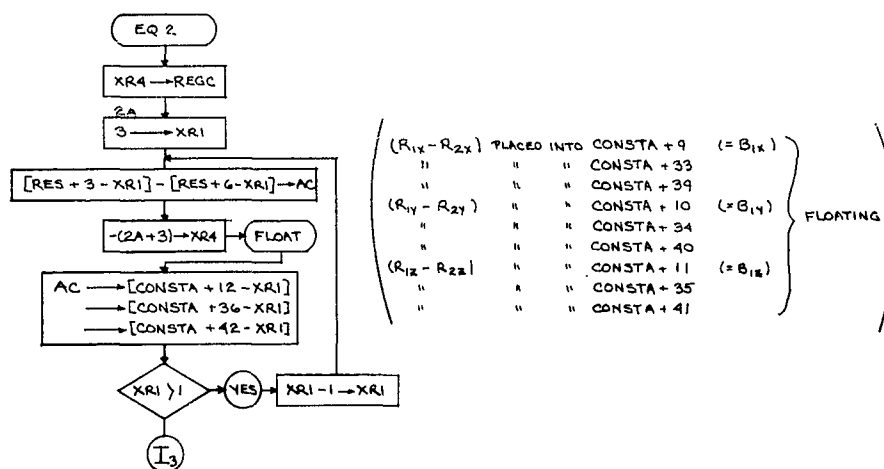 EQ 2
XR4 → REGC
2A
3 → XR1
[RES + 3 - XR1] - [RES + 6 - XR1] → AC
-(2A+3) → XR4 → FLOAT
AC → [CONSTA + 12 - XR1]
→ [CONSTA + 36 - XR1]
→ [CONSTA + 42 - XR1]
XR1 > 1
YES
XR1 - 1 → XR1
I3
(R1X - R2X) PLACED INTO CONSTA + 9 (= B1X)
" " " CONSTA + 33
" " " CONSTA + 39
(R1Y - R2Y) " " CONSTA + 10 (= B1Y)
" " " CONSTA + 34
" " " CONSTA + 40
(R1Z - R2Z) " " CONSTA + 11 (= B1Z)
" " " CONSTA + 35
" " " CONSTA + 41
FLOATING